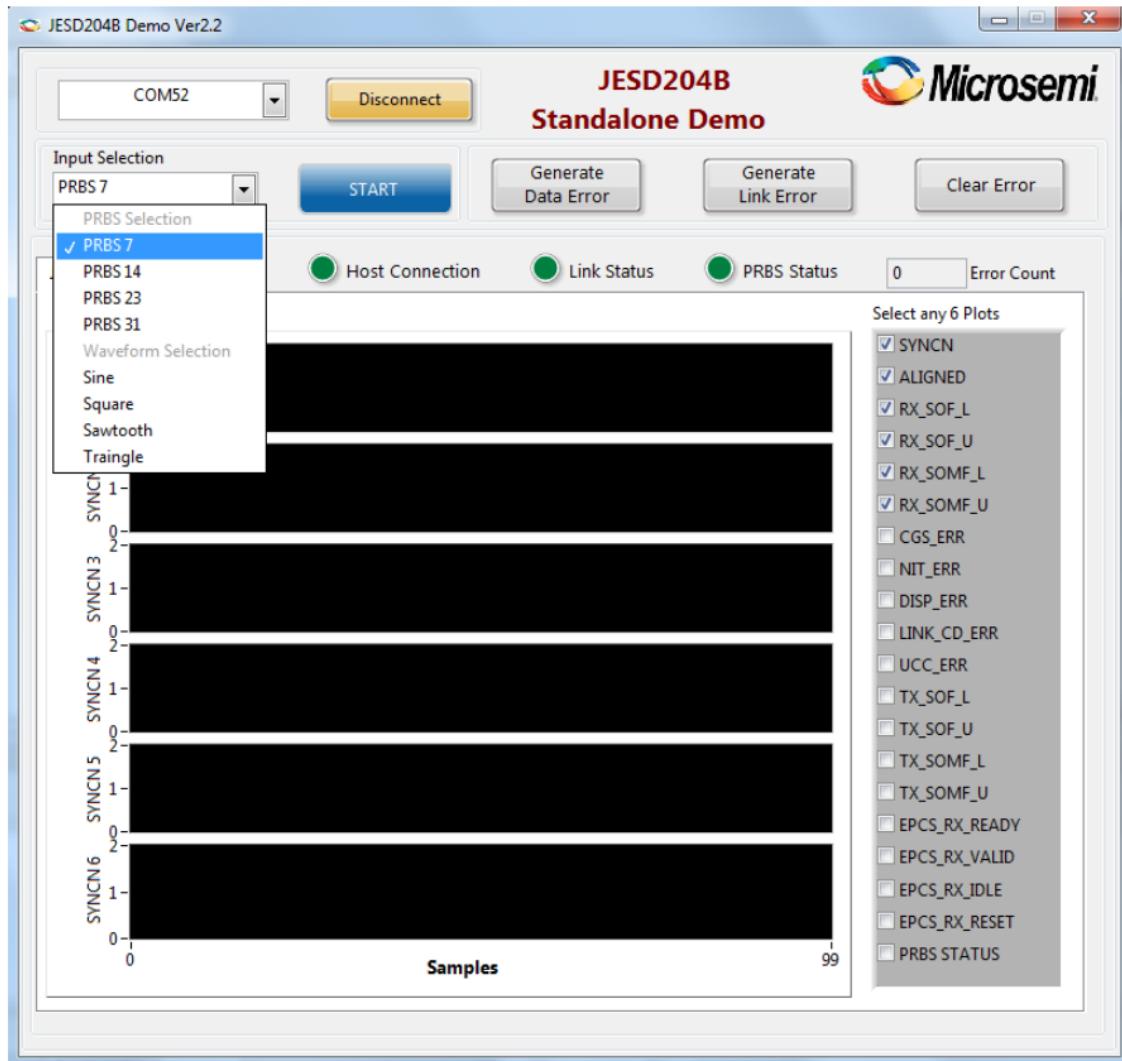 JESD204B Demo Ver2.2
COM52
Disconnect
JESD204B
Standalone Demo
Microsemi.
Input Selection
PRBS 7
START
Generate
Data Error
Generate
Link Error
Clear Error
PRBS Selection
✓ PRBS 7
PRBS 14
PRBS 23
PRBS 31
Waveform Selection
Sine
Square
Sawtooth
Traingle
Host Connection
Link Status
PRBS Status
0
Error Count
Select any 6 Plots
SYNCN
ALIGNED
RX_SOF_L
RX_SOF_U
RX_SOMF_L
RX_SOMF_U
CGS_ERR
NIT_ERR
DISP_ERR
LINK_CD_ERR
UCC_ERR
TX_SOF_L
TX_SOF_U
TX_SOMF_L
TX_SOMF_U
EPCS_RX_READY
EPCS_RX_VALID
EPCS_RX_IDLE
EPCS_RX_RESET
PRBS STATUS
1
0
2
SYNCN 3
1
0
2
SYNCN 4
1
0
2
SYNCN 5
1
0
2
SYNCN 6
1
0
0
Samples
99